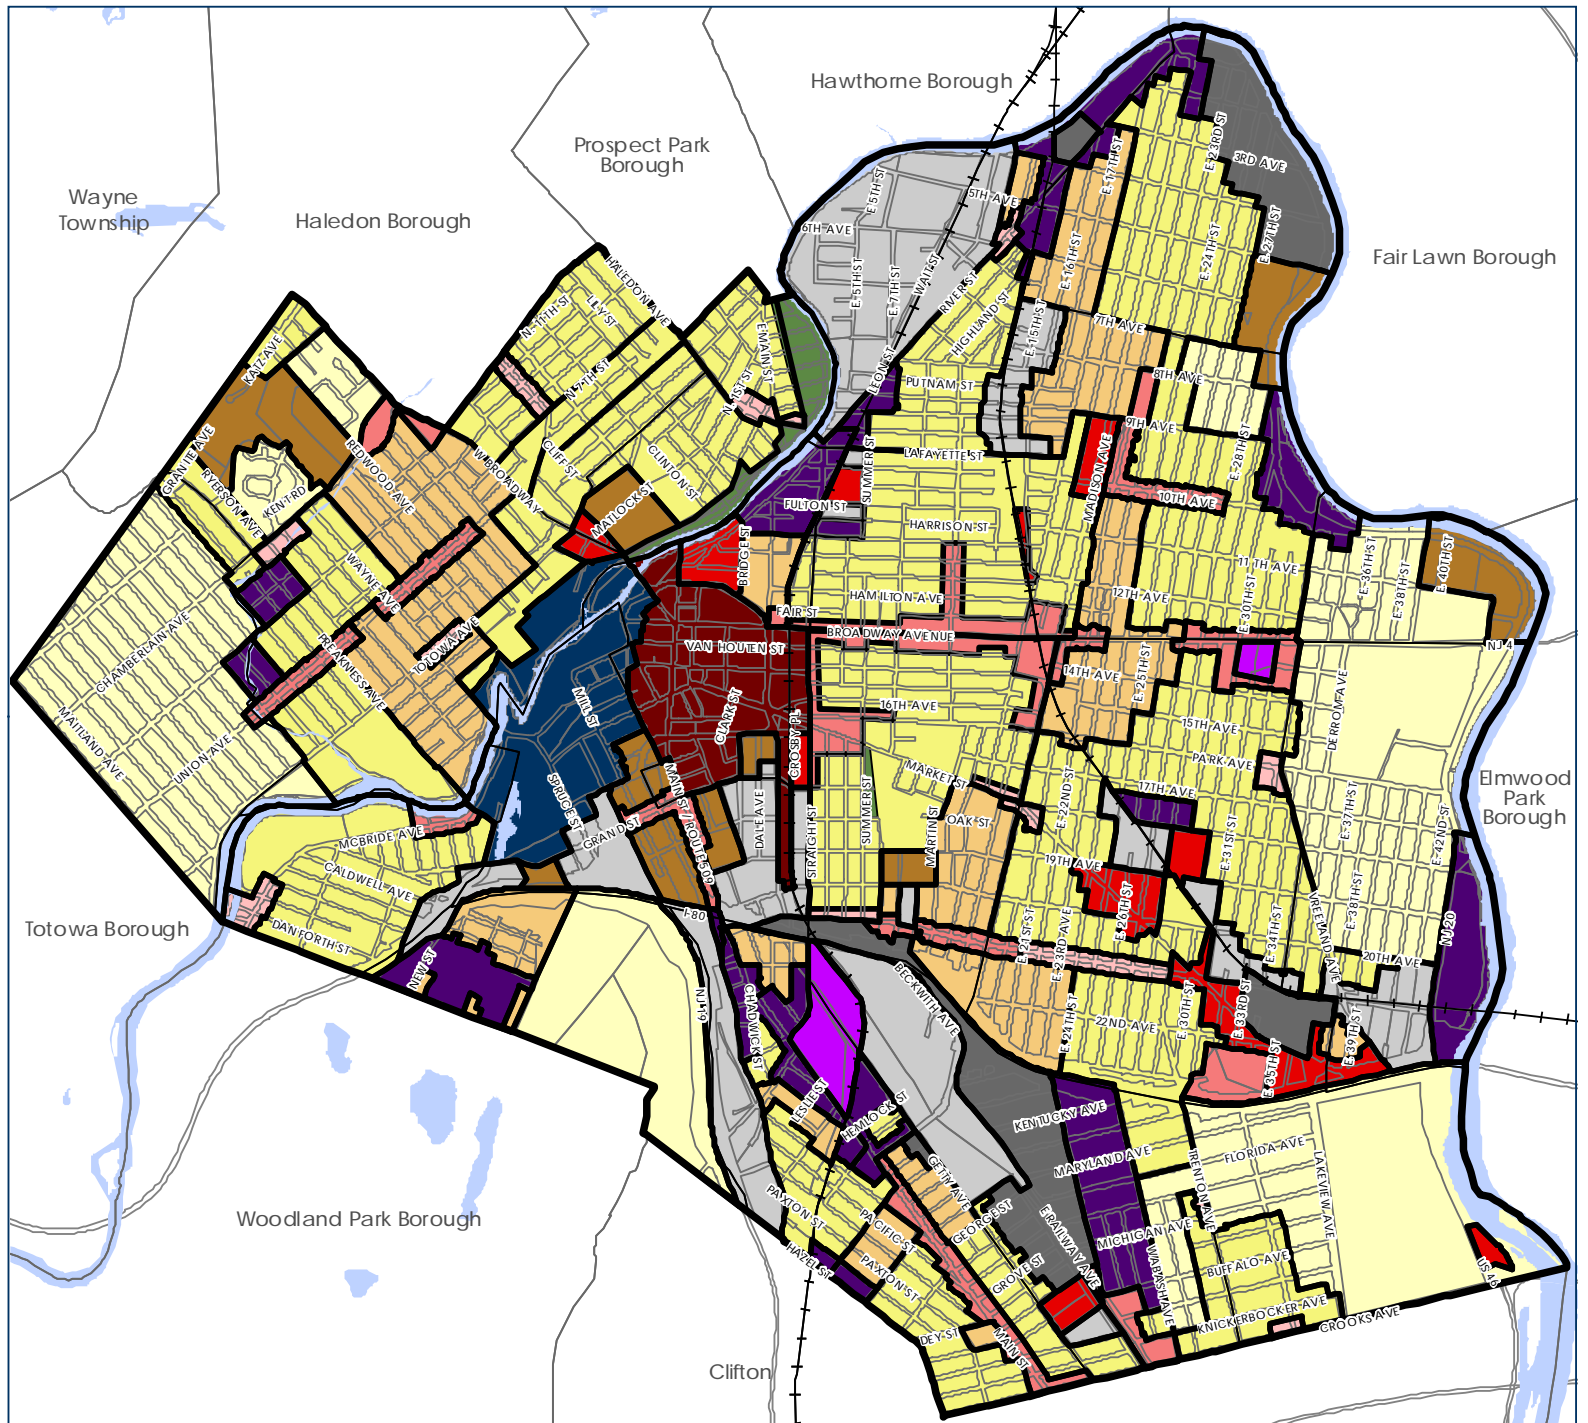 Hawthorne Borough
Prospect Park
Borough
Wayne
Township
Haledon Borough
Fair Lawn Borough
Elmwood
Park
Borough
Totowa Borough
Woodland Park Borough
Clifton
E. 23RD ST
3RD AVE
E. 17TH ST
E. 5TH ST
5TH AVE
6TH AVE
E. 16TH ST
E. 24TH ST
E. 27TH ST
E. 5TH ST
E. 7TH ST
WAIT ST
RIVER ST
HIGHLAND ST
E. 15TH ST
7TH AVE
HALEDON AVE
N. 11TH ST
LILY ST
E MAIN ST
N. 7TH ST
N. 1ST ST
LEON ST
PUTNAM ST
8TH AVE
9TH AVE
KATZ AVE
GRANITE AVE
RYERSON AVE
KENT RD
REDWOOD AVE
W. BROADWAY
CLIFF ST
CLINTON ST
MATLOCK ST
SUMMER ST
LAFAYETTE ST
MADISON AVE
E. 28TH ST
10TH AVE
FULTON ST
HARRISON ST
BRIDGE ST
11 TH AVE
E. 36TH ST
E. 38TH ST
E. 40TH ST
WAYNE AVE
HAMILTON AVE
12TH AVE
E. 30TH ST
FAIR ST
BROADWAY AVENUE
VAN HOUTEN ST
NJ 4
CHAMBERLAIN AVE
PREAKNESS AVE
TOTOWA AVE
14TH AVE
E. 25TH ST
MAITLAND AVE
UNION AVE
MILL ST
CLARK ST
CROSBY PL
16TH AVE
15TH AVE
DERROM AVE
PARK AVE
MARKET ST
17TH AVE
E. 22ND ST
SPRUCE ST
MAIN ST / ROUTE 509
GRAND ST
DALE AVE
STRAIGHT ST
SUMMER ST
MARTIN ST
OAK ST
E. 31ST ST
E. 37TH ST
E. 42ND ST
MCBRIDE AVE
CALDWELL AVE
DANFORTH ST
19TH AVE
E. 26TH ST
E. 38TH ST
VREELAND AVE
I-80
E. 21ST ST
E. 23RD AVE
E. 34TH ST
20TH AVE
NJ 20
NEW ST
NJ 19
CHADWICK ST
BECKWITH AVE
E. 24TH ST
22ND AVE
E. 30TH ST
E. 33RD ST
E. 39TH ST
E. 35TH ST
LESLIE ST
HEMLOCK ST
KENTUCKY AVE
MARYLAND AVE
TRENTON AVE
FLORIDA AVE
LAKEVIEW AVE
GETTY AVE
PAXTON ST
PACIFIC ST
GEORGE ST
E RAILWAY AVE
MICHIGAN AVE
WABASH AVE
BUFFALO AVE
HAZEL ST
PAXTON ST
GROVE ST
US 46
KNICKERBOCKER AVE
CROOKS AVE
DEY ST
MAIN ST